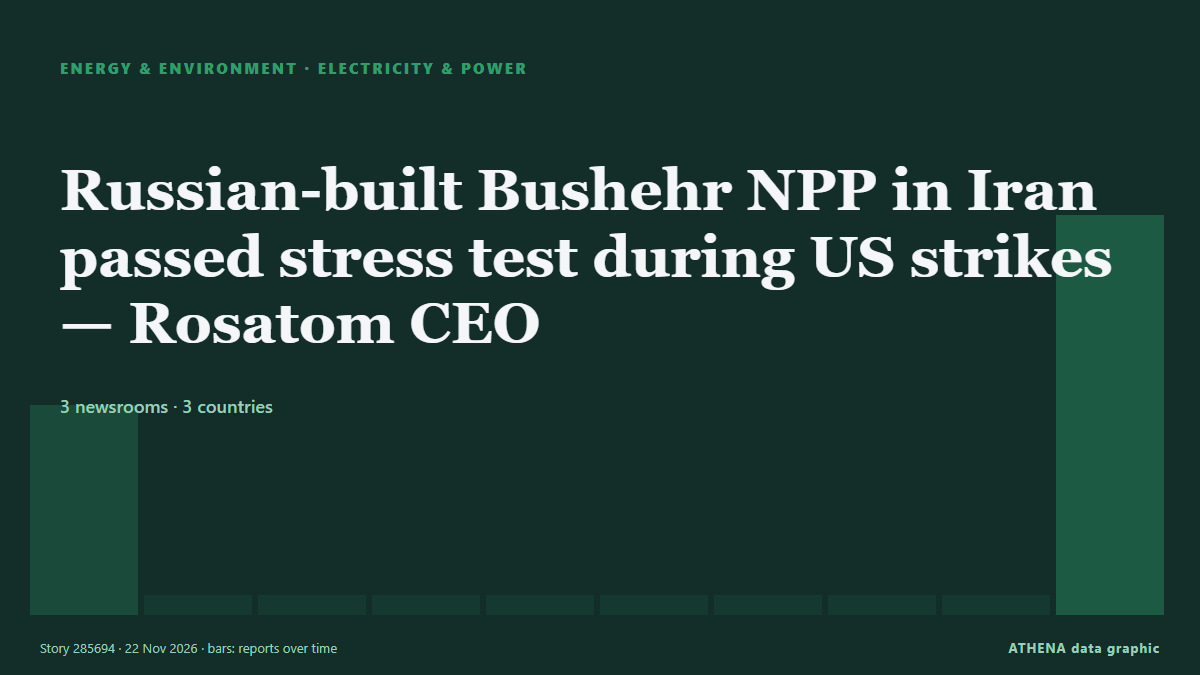 ENERGY & ENVIRONMENT · ELECTRICITY & POWER
Russian-built Bushehr NPP in Iran
passed stress test during US strikes
— Rosatom CEO
3 newsrooms · 3 countries
Story 285694 · 22 Nov 2026 · bars: reports over time
ATHENA data graphic